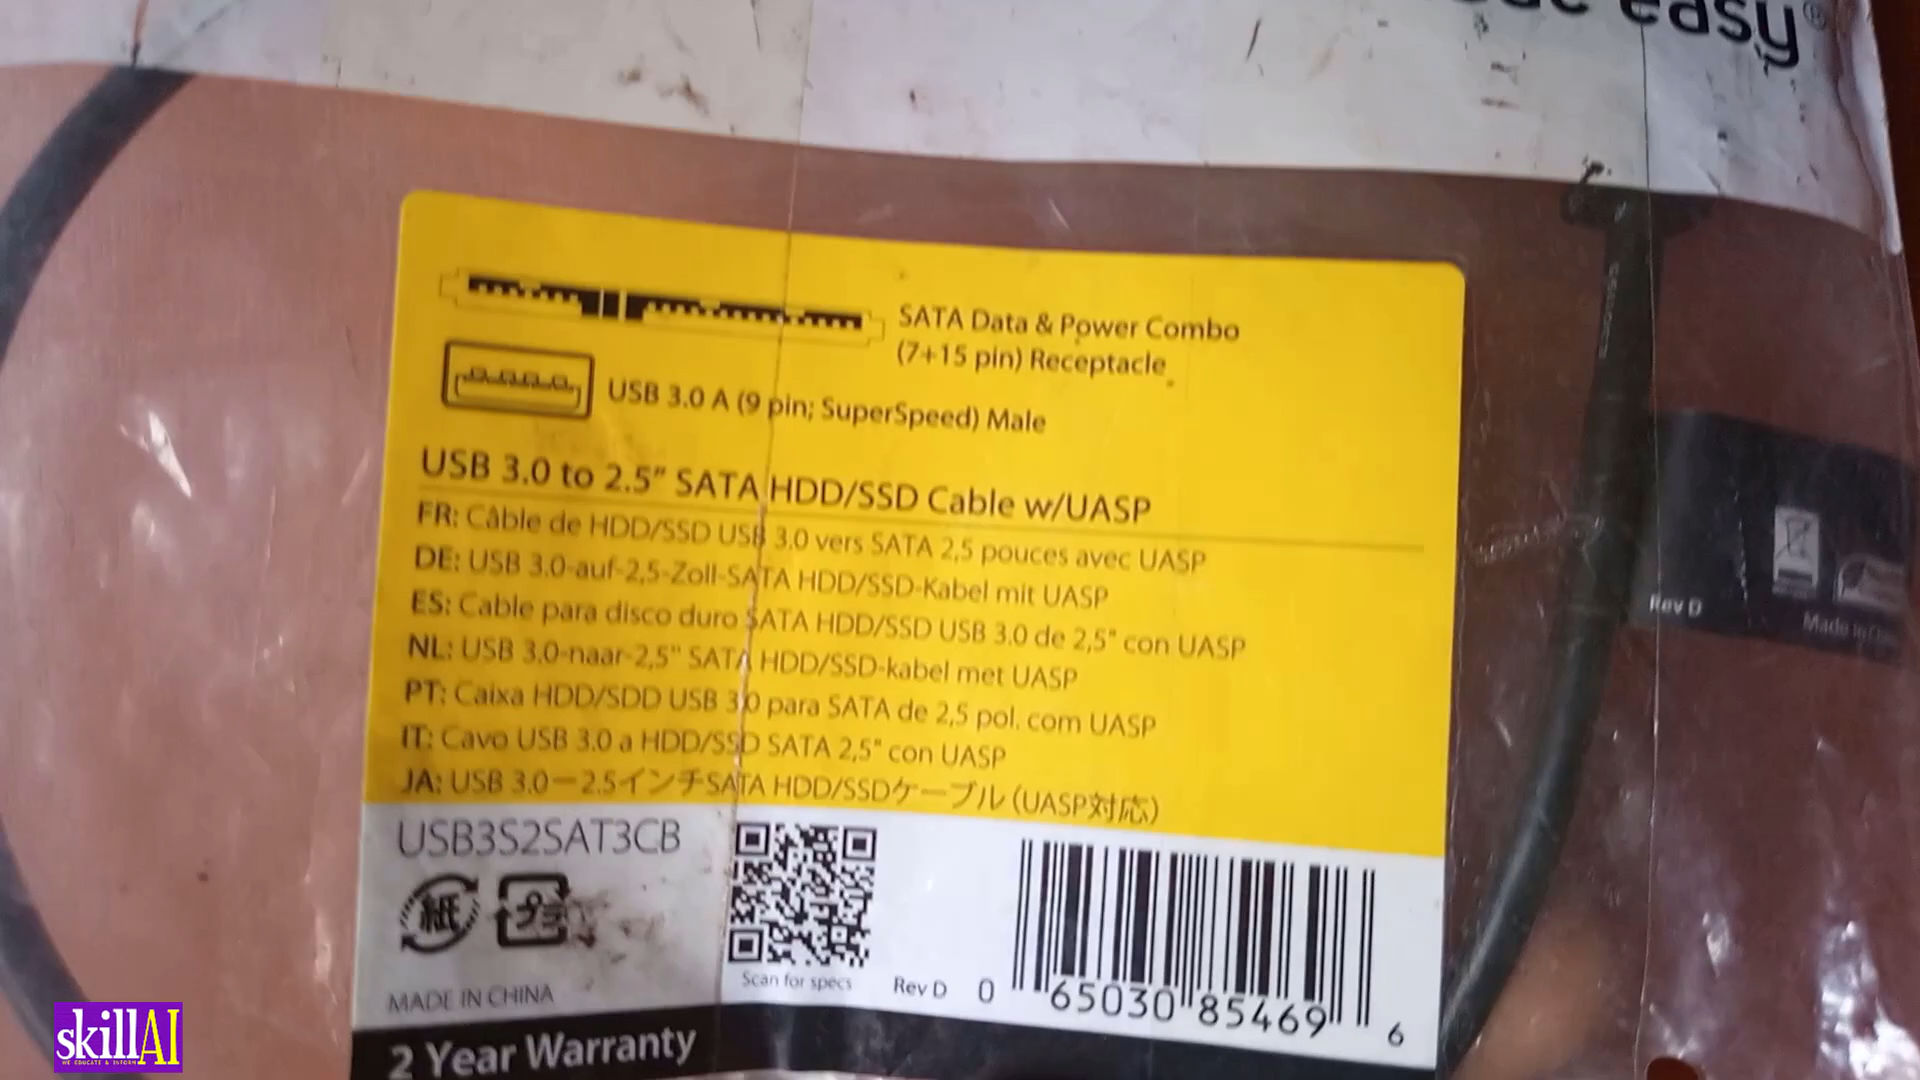 easy®
SATA Data & Power Combo
(7+15 pin) Receptacle
USB 3.0 A (9 pin; SuperSpeed) Male
USB 3.0 to 2.5" SATA HDD/SSD Cable w/UASP
FR: Câble de HDD/SSD USB 3.0 vers SATA 2,5 pouces avec UASP
DE: USB 3.0-auf-2,5-Zoll-SATA HDD/SSD-Kabel mit UASP
ES: Cable para disco duro SATA HDD/SSD USB 3.0 de 2,5" con UASP
NL: USB 3.0-naar-2,5" SATA HDD/SSD-kabel met UASP
PT: Caixa HDD/SDD USB 3.0 para SATA de 2,5 pol. com UASP
IT: Cavo USB 3.0 a HDD/SSD SATA 2,5" con UASP
JA: USB 3.0ー2.5インチSATA HDD/SSDケーブル(UASP対応)
USB3S2SAT3CB
紙 プラ
Scan for specs
Rev D
0 65030 85469 6
MADE IN CHINA
2 Year Warranty
Rev D
Made in
skillAI
WE EDUCATE & INFORM